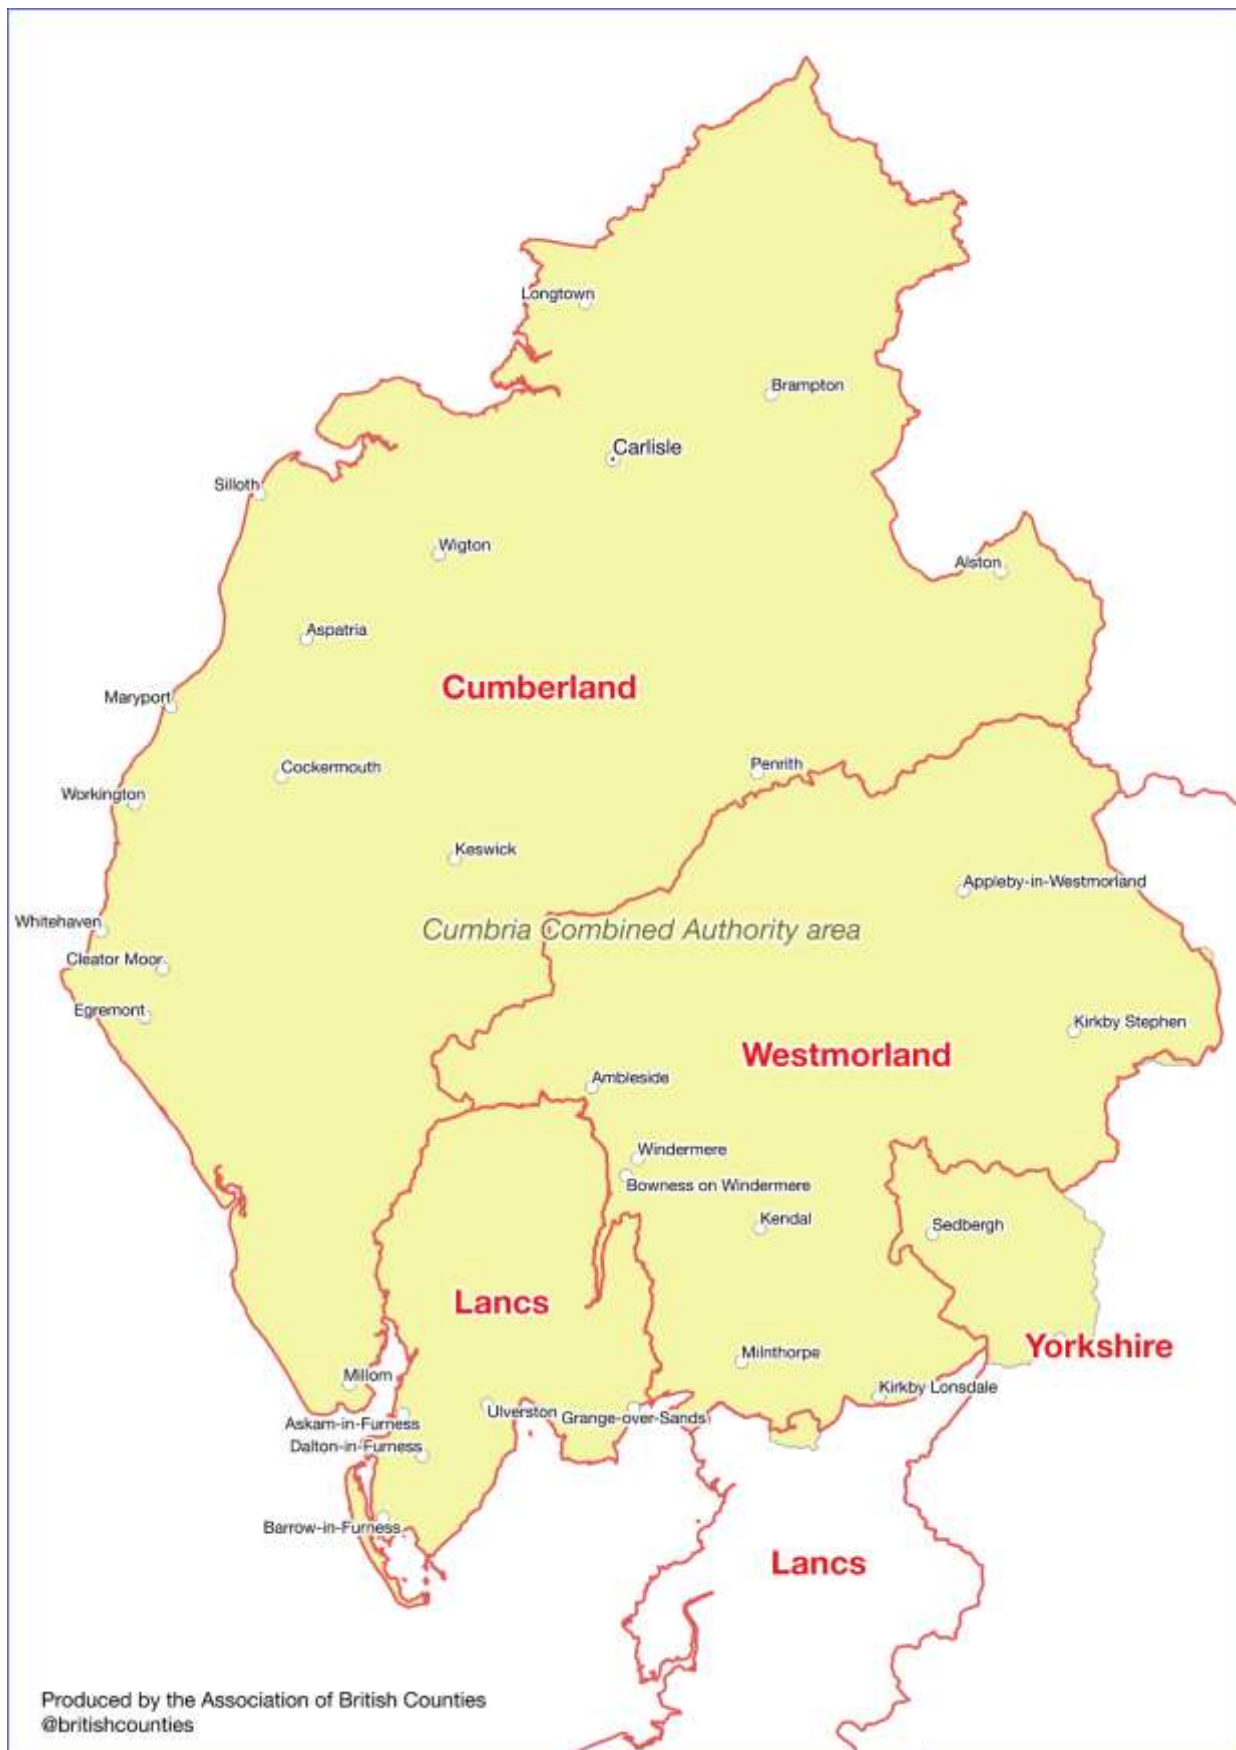 Longtown
Brampton
Carlisle
Silloth
Wigton
Alston
Aspatria
Cumberland
Maryport
Penrith
Cockermouth
Workington
Keswick
Appleby-in-Westmorland
Whitehaven
Cumbria Combined Authority area
Cleator Moor
Egremont
Kirkby Stephen
Westmorland
Ambleside
Windermere
Bowness on Windermere
Kendal
Sedbergh
Lancs
Yorkshire
Milnthorpe
Millom
Kirkby Lonsdale
Ulverston
Grange-over-Sands
Askam-in-Furness
Dalton-in-Furness
Barrow-in-Furness
Lancs
Produced by the Association of British Counties
@britishcounties